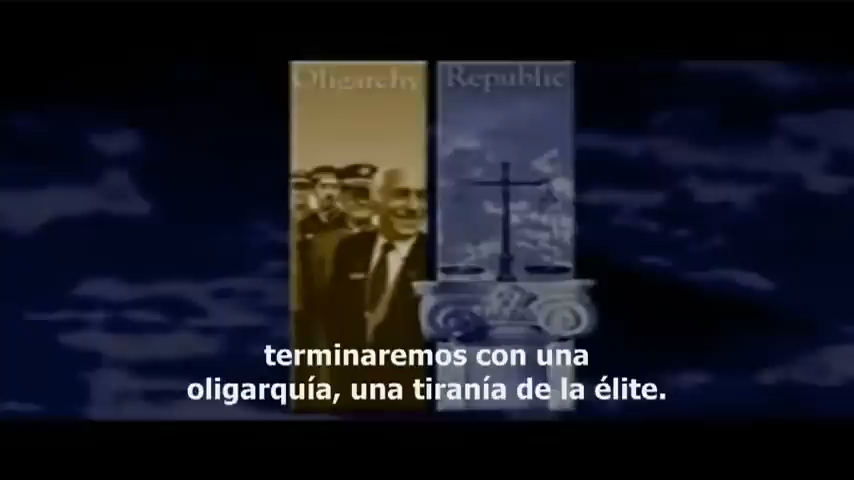 Oligarchy
Republic
terminaremos con una
oligarquía, una tiranía de la élite.